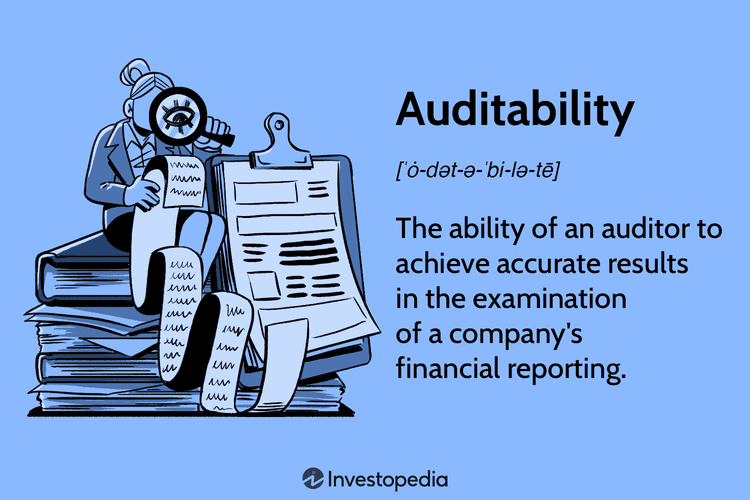 Auditability
[ˈȯ-dət-ə-ˈbi-lə-tē]
The ability of an auditor to
achieve accurate results
in the examination
of a company's
financial reporting.
Investopedia